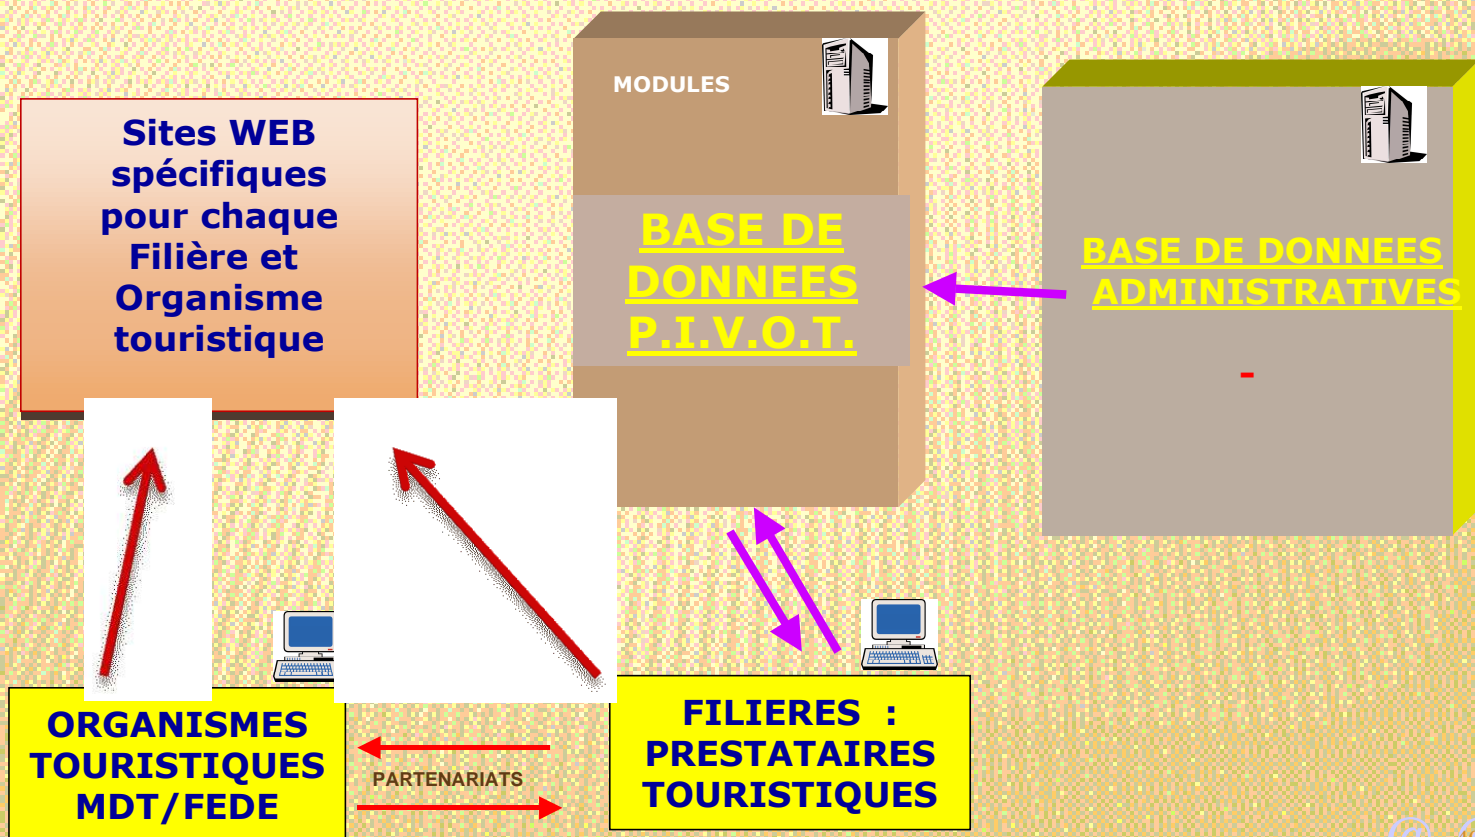 MODULES
Sites WEB
spécifiques
pour chaque
Filière et
Organisme
touristique
BASE DE
DONNEES
P.I.V.O.T.
BASE DE DONNEES
ADMINISTRATIVES
-
ORGANISMES
TOURISTIQUES
MDT/FEDE
PARTENARIATS
FILIERES :
PRESTATAIRES
TOURISTIQUES